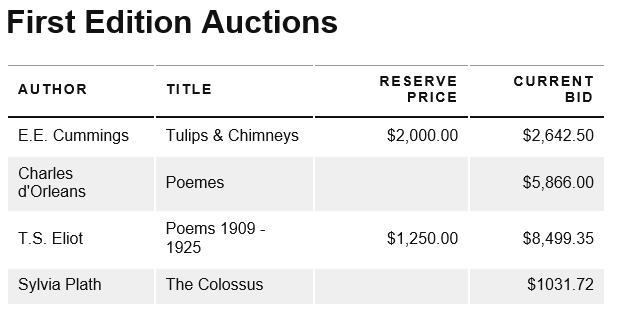 First Edition Auctions
AUTHOR TITLE RESERVE PRICE CURRENT BID
E.E. Cummings Tulips & Chimneys $2,000.00 $2,642.50
Charles d'Orleans Poemes $5,866.00
T.S. Eliot Poems 1909 - 1925 $1,250.00 $8,499.35
Sylvia Plath The Colossus $1031.72